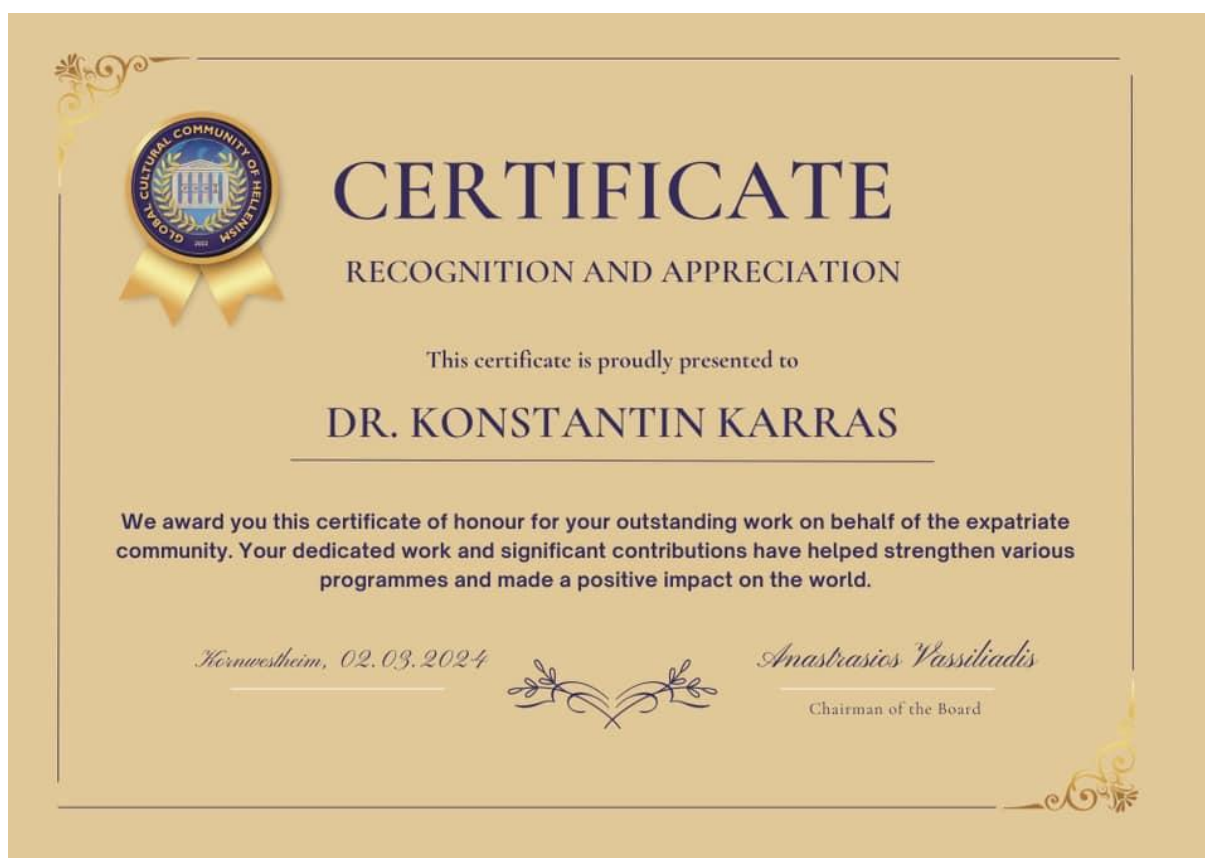 GLOBAL CULTURAL COMMUNITY OF HELLENISM
2022
CERTIFICATE
RECOGNITION AND APPRECIATION
This certificate is proudly presented to
DR. KONSTANTIN KARRAS
We award you this certificate of honour for your outstanding work on behalf of the expatriate
community. Your dedicated work and significant contributions have helped strengthen various
programmes and made a positive impact on the world.
Kornwestheim, 02.03.2024
Anastrasios Vassiliadis
Chairman of the Board